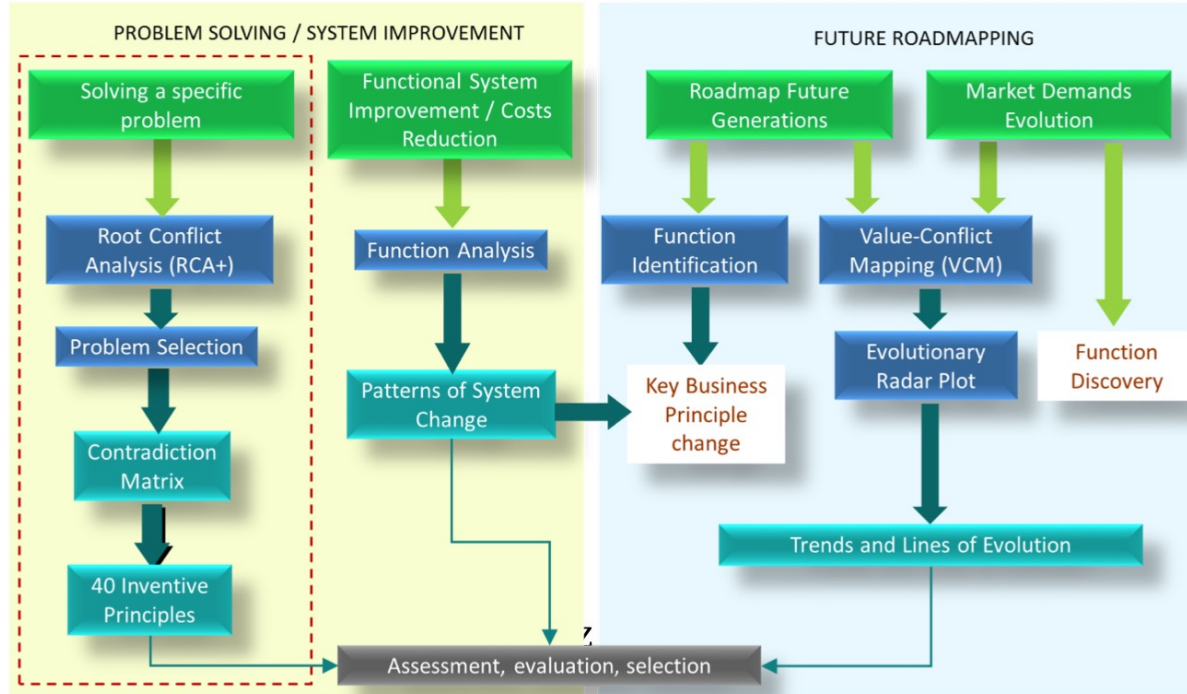 PROBLEM SOLVING / SYSTEM IMPROVEMENT
Solving a specific
problem
Root Conflict
Analysis (RCA+)
Problem Selection
Contradiction
Matrix
40 Inventive
Principles
Functional System
Improvement / Costs
Reduction
Function Analysis
Patterns of System
Change
FUTURE ROADMAPPING
Roadmap Future
Generations
Market Demands
Evolution
Function
Identification
Value-Conflict
Mapping (VCM)
Key Business
Principle
change
Evolutionary
Radar Plot
Function
Discovery
Trends and Lines of Evolution
Assessment, evaluation, selection